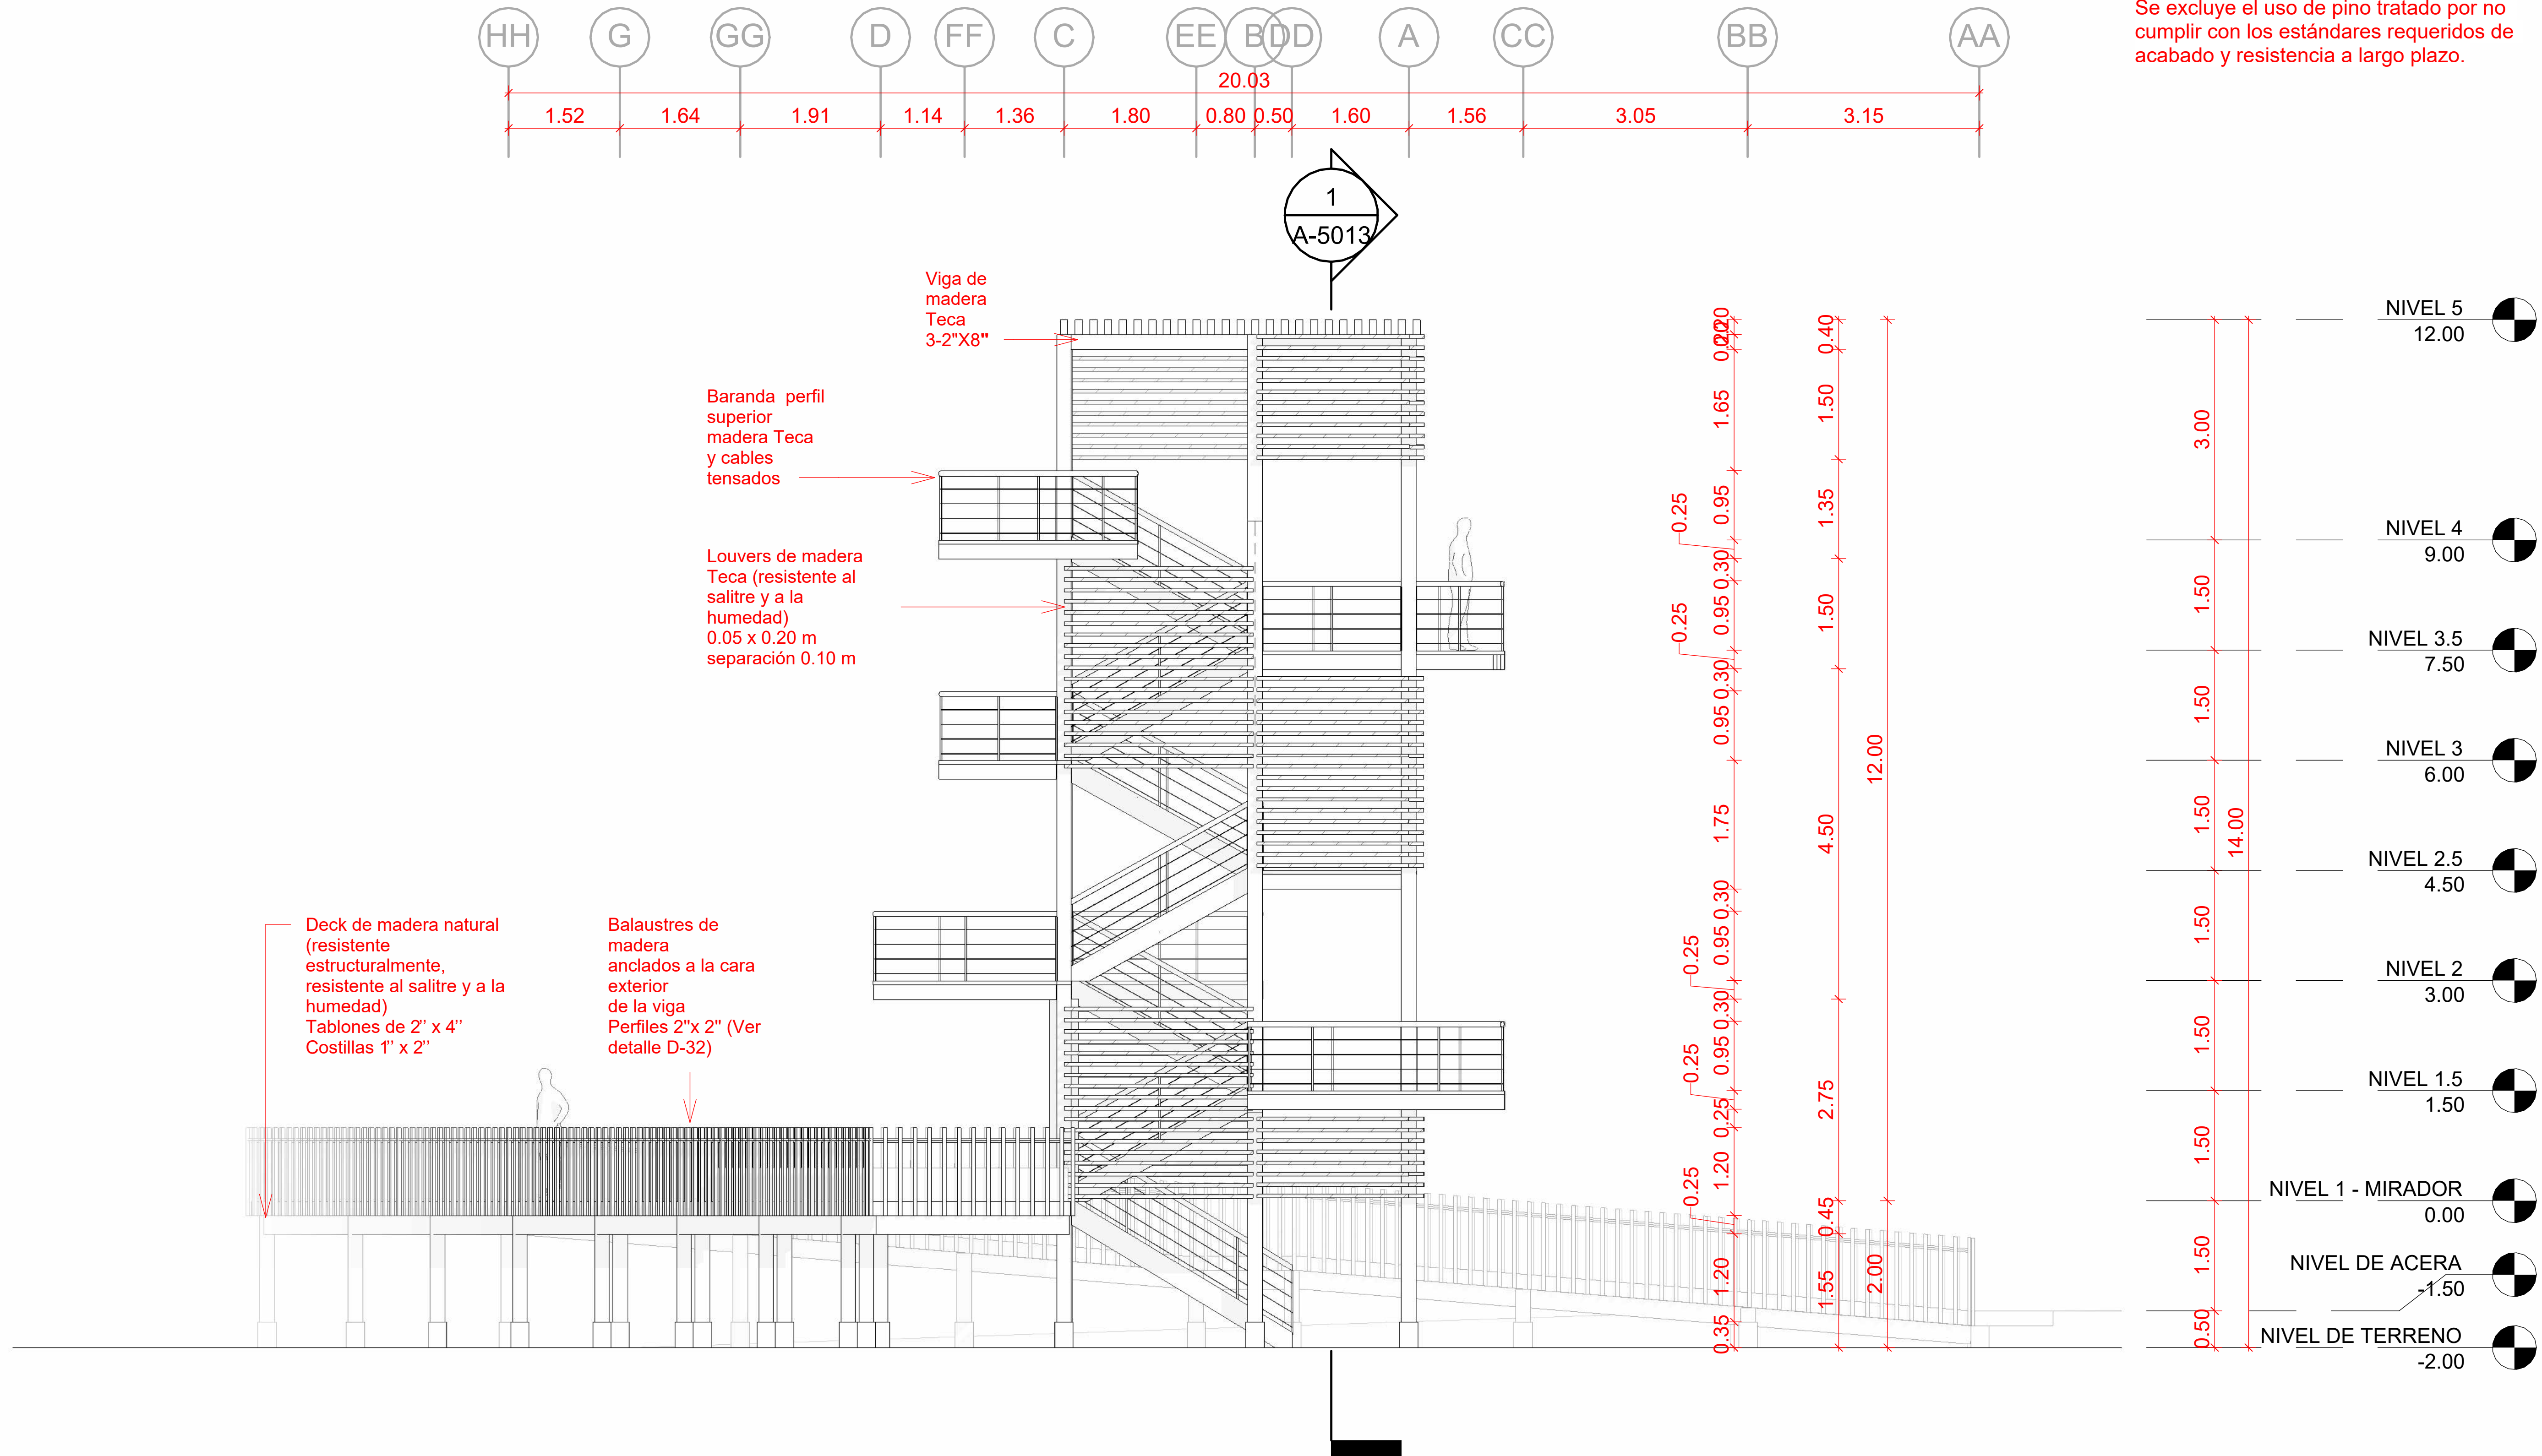 Se excluye el uso de pino tratado por no
cumplir con los estándares requeridos de
acabado y resistencia a largo plazo.
HH G GG D FF C EE B DD A CC BB AA
20.03
1.52 1.64 1.91 1.14 1.36 1.80 0.80 0.50 1.60 1.56 3.05 3.15
1
A-5013
Viga de
madera
Teca
3-2"X8"
Baranda perfil
superior
madera Teca
y cables
tensados
Louvers de madera
Teca (resistente al
salitre y a la
humedad)
0.05 x 0.20 m
separación 0.10 m
Deck de madera natural
(resistente
estructuralmente,
resistente al salitre y a la
humedad)
Tablones de 2’’ x 4’’
Costillas 1’’ x 2’’
Balaustres de
madera
anclados a la cara
exterior
de la viga
Perfiles 2"x 2" (Ver
detalle D-32)
0.25
0.25
0.25
0.25
0.25
0.20
0.20
1.65
0.95
0.30
0.95
0.30
0.95
1.75
0.30
0.95
0.30
0.95
0.25
1.20
1.20
0.35
0.40
1.50
1.35
1.50
4.50
2.75
0.45
1.55
12.00
2.00
3.00
1.50
1.50
1.50
1.50
1.50
1.50
1.50
0.50
14.00
NIVEL 5
12.00
NIVEL 4
9.00
NIVEL 3.5
7.50
NIVEL 3
6.00
NIVEL 2.5
4.50
NIVEL 2
3.00
NIVEL 1.5
1.50
NIVEL 1 - MIRADOR
0.00
NIVEL DE ACERA
-1.50
NIVEL DE TERRENO
-2.00